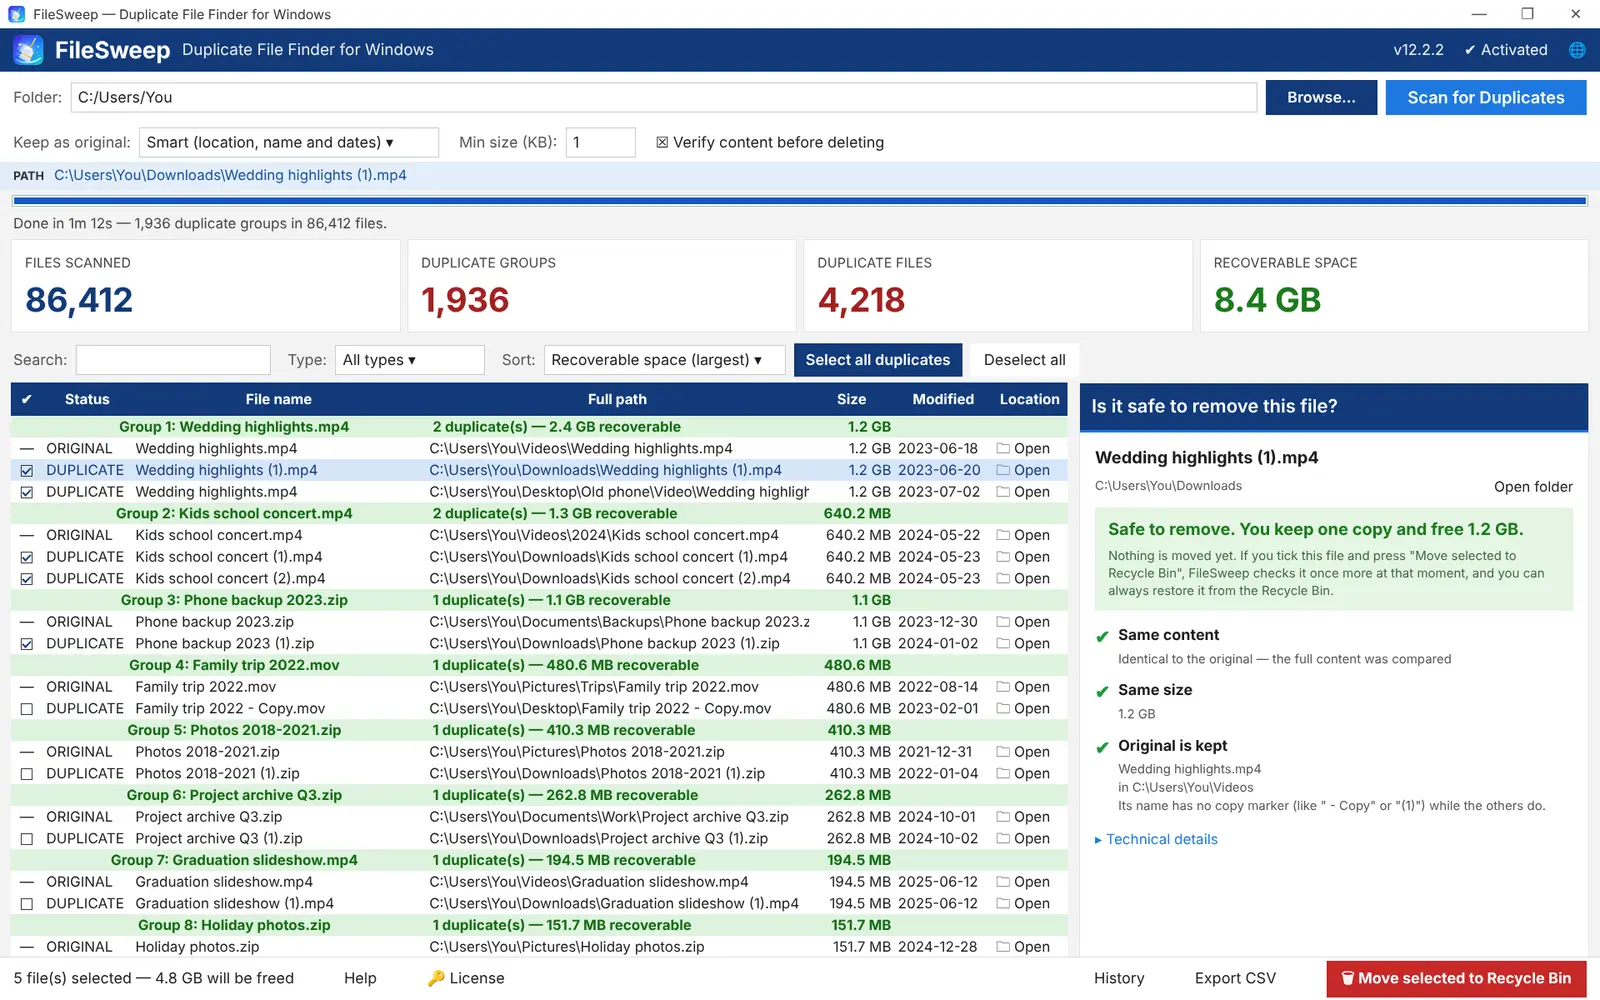 FileSweep — Duplicate File Finder for Windows
FileSweep Duplicate File Finder for Windows v12.2.2 ✔ Activated
Folder: C:/Users/You Browse... Scan for Duplicates
Keep as original: Smart (location, name and dates) ▾ Min size (KB): 1 ☒ Verify content before deleting
PATH C:\Users\You\Downloads\Wedding highlights (1).mp4
Done in 1m 12s — 1,936 duplicate groups in 86,412 files.
FILES SCANNED DUPLICATE GROUPS DUPLICATE FILES RECOVERABLE SPACE
86,412 1,936 4,218 8.4 GB
Search: Type: All types ▾ Sort: Recoverable space (largest) ▾ Select all duplicates Deselect all
✔ Status File name Full path Size Modified Location
Group 1: Wedding highlights.mp4 2 duplicate(s) — 2.4 GB recoverable 1.2 GB
— ORIGINAL Wedding highlights.mp4 C:\Users\You\Videos\Wedding highlights.mp4 1.2 GB 2023-06-18 Open
☑ DUPLICATE Wedding highlights (1).mp4 C:\Users\You\Downloads\Wedding highlights (1).mp4 1.2 GB 2023-06-20 Open
☑ DUPLICATE Wedding highlights.mp4 C:\Users\You\Desktop\Old phone\Video\Wedding highligh 1.2 GB 2023-07-02 Open
Group 2: Kids school concert.mp4 2 duplicate(s) — 1.3 GB recoverable 640.2 MB
— ORIGINAL Kids school concert.mp4 C:\Users\You\Videos\2024\Kids school concert.mp4 640.2 MB 2024-05-22 Open
☑ DUPLICATE Kids school concert (1).mp4 C:\Users\You\Downloads\Kids school concert (1).mp4 640.2 MB 2024-05-23 Open
☑ DUPLICATE Kids school concert (2).mp4 C:\Users\You\Downloads\Kids school concert (2).mp4 640.2 MB 2024-05-23 Open
Group 3: Phone backup 2023.zip 1 duplicate(s) — 1.1 GB recoverable 1.1 GB
— ORIGINAL Phone backup 2023.zip C:\Users\You\Documents\Backups\Phone backup 2023.z 1.1 GB 2023-12-30 Open
☑ DUPLICATE Phone backup 2023 (1).zip C:\Users\You\Downloads\Phone backup 2023 (1).zip 1.1 GB 2024-01-02 Open
Group 4: Family trip 2022.mov 1 duplicate(s) — 480.6 MB recoverable 480.6 MB
— ORIGINAL Family trip 2022.mov C:\Users\You\Pictures\Trips\Family trip 2022.mov 480.6 MB 2022-08-14 Open
☐ DUPLICATE Family trip 2022 - Copy.mov C:\Users\You\Desktop\Family trip 2022 - Copy.mov 480.6 MB 2023-02-01 Open
Group 5: Photos 2018-2021.zip 1 duplicate(s) — 410.3 MB recoverable 410.3 MB
— ORIGINAL Photos 2018-2021.zip C:\Users\You\Pictures\Photos 2018-2021.zip 410.3 MB 2021-12-31 Open
☐ DUPLICATE Photos 2018-2021 (1).zip C:\Users\You\Downloads\Photos 2018-2021 (1).zip 410.3 MB 2022-01-04 Open
Group 6: Project archive Q3.zip 1 duplicate(s) — 262.8 MB recoverable 262.8 MB
— ORIGINAL Project archive Q3.zip C:\Users\You\Documents\Work\Project archive Q3.zip 262.8 MB 2024-10-01 Open
☐ DUPLICATE Project archive Q3 (1).zip C:\Users\You\Downloads\Project archive Q3 (1).zip 262.8 MB 2024-10-02 Open
Group 7: Graduation slideshow.mp4 1 duplicate(s) — 194.5 MB recoverable 194.5 MB
— ORIGINAL Graduation slideshow.mp4 C:\Users\You\Videos\Graduation slideshow.mp4 194.5 MB 2025-06-12 Open
☐ DUPLICATE Graduation slideshow (1).mp4 C:\Users\You\Downloads\Graduation slideshow (1).mp4 194.5 MB 2025-06-12 Open
Group 8: Holiday photos.zip 1 duplicate(s) — 151.7 MB recoverable 151.7 MB
— ORIGINAL Holiday photos.zip C:\Users\You\Pictures\Holiday photos.zip 151.7 MB 2024-12-28 Open
Is it safe to remove this file?
Wedding highlights (1).mp4
C:\Users\You\Downloads Open folder
Safe to remove. You keep one copy and free 1.2 GB.
Nothing is moved yet. If you tick this file and press "Move selected to
Recycle Bin", FileSweep checks it once more at that moment, and you can
always restore it from the Recycle Bin.
✔ Same content
Identical to the original — the full content was compared
✔ Same size
1.2 GB
✔ Original is kept
Wedding highlights.mp4
in C:\Users\You\Videos
Its name has no copy marker (like " - Copy" or "(1)") while the others do.
▸ Technical details
5 file(s) selected — 4.8 GB will be freed Help License History Export CSV Move selected to Recycle Bin